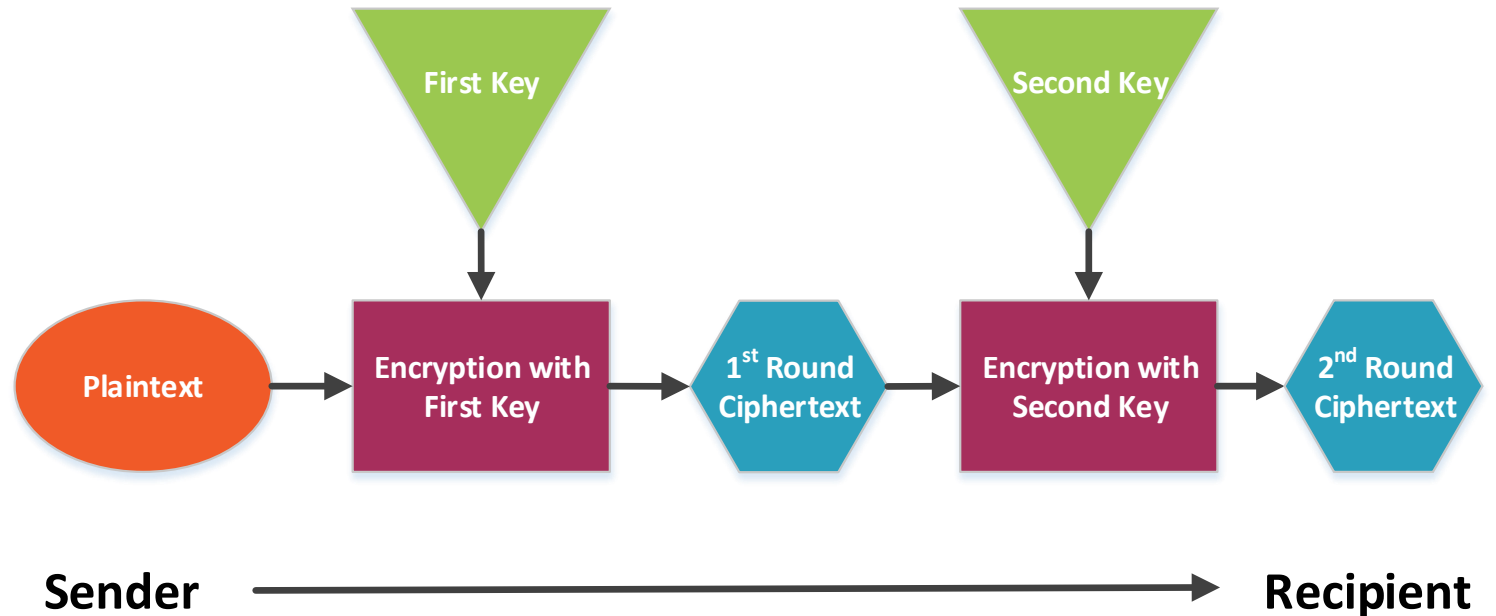 First Key
Second Key
Plaintext
Encryption with
First Key
1st Round
Ciphertext
Encryption with
Second Key
2nd Round
Ciphertext
Sender
Recipient